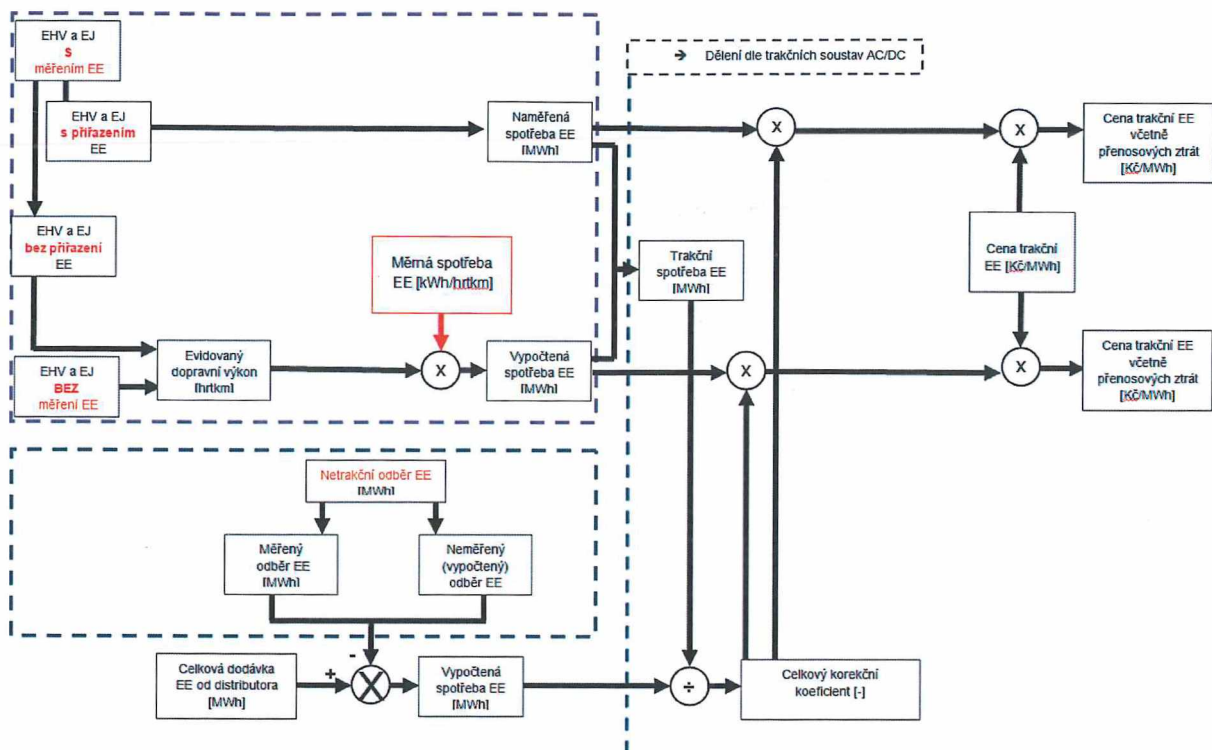 EHV a EJ
S
měřením EE
EHV a EJ
s přiřazením
EE
Naměřená
spotřeba EE
[MWh]
➔ Dělení dle trakčních soustav AC/DC
X
X
Cena trakční EE
včetně
přenosových ztrát
[Kč/MWh]
EHV a EJ
bez přiřazení
EE
Měrná spotřeba
EE [kWh/hrtkm]
Trakční
spotřeba EE
[MWh]
Cena trakční
EE [Kč/MWh]
EHV a EJ
BEZ
měření EE
Evidovaný
dopravní výkon
[hrtkm]
X
Vypočtená
spotřeba EE
[MWh]
X
X
Cena trakční EE
včetně
přenosových ztrát
[Kč/MWh]
Netrakční odběr EE
[MWh]
Měřený
odběr EE
[MWh]
Neměřený
(vypočtený)
odběr EE
Celková dodávka
EE od distributora
[MWh]
+
-
X
Vypočtená
spotřeba EE
[MWh]
÷
Celkový korekční
koeficient [-]